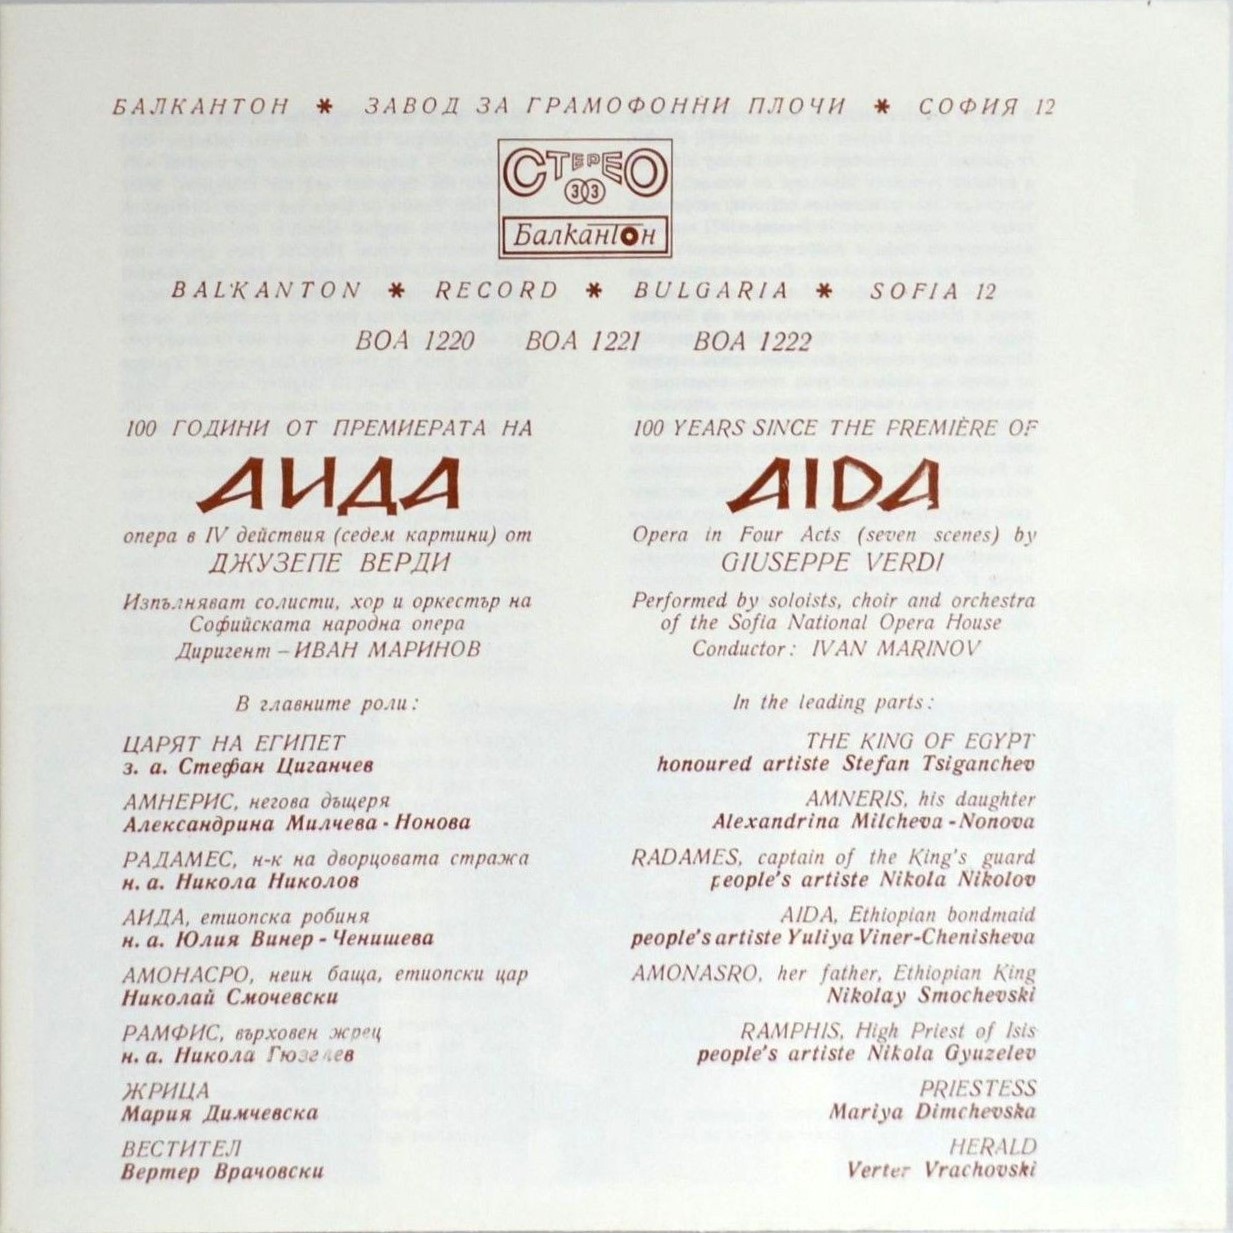 БАЛКАНТОН * ЗАВОД ЗА ГРАМОФОННИ ПЛОЧИ * СОФИЯ 12
СТЕРЕО
33
Балкантон
BALKANTON * RECORD * BULGARIA * SOFIA 12
ВОА 1220 ВОА 1221 ВОА 1222
100 ГОДИНИ ОТ ПРЕМИЕРАТА НА
АИДА
опера в IV действия (седем картини) от
ДЖУЗЕПЕ ВЕРДИ
Изпълняват солисти, хор и оркестър на
Софийската народна опера
Диригент – ИВАН МАРИНОВ
В главните роли:
ЦАРЯТ НА ЕГИПЕТ
з. а. Стефан Циганчев
АМНЕРИС, негова дъщеря
Александрина Милчева - Нонова
РАДАМЕС, н-к на дворцовата стража
н. а. Никола Николов
АИДА, етиопска робиня
н. а. Юлия Винер - Ченишева
АМОНАСРО, неин баща, етиопски цар
Николай Смочевски
РАМФИС, върховен жрец
н. а. Никола Гюзелев
ЖРИЦА
Мария Димчевска
ВЕСТИТЕЛ
Вертер Врачовски
100 YEARS SINCE THE PREMIÈRE OF
AIDA
Opera in Four Acts (seven scenes) by
GIUSEPPE VERDI
Performed by soloists, choir and orchestra
of the Sofia National Opera House
Conductor: IVAN MARINOV
In the leading parts:
THE KING OF EGYPT
honoured artiste Stefan Tsiganchev
AMNERIS, his daughter
Alexandrina Milcheva - Nonova
RADAMES, captain of the King's guard
people's artiste Nikola Nikolov
AIDA, Ethiopian bondmaid
people's artiste Yuliya Viner-Chenisheva
AMONASRO, her father, Ethiopian King
Nikolay Smochevski
RAMPHIS, High Priest of Isis
people's artiste Nikola Gyuzelev
PRIESTESS
Mariya Dimchevska
HERALD
Verter Vrachovski